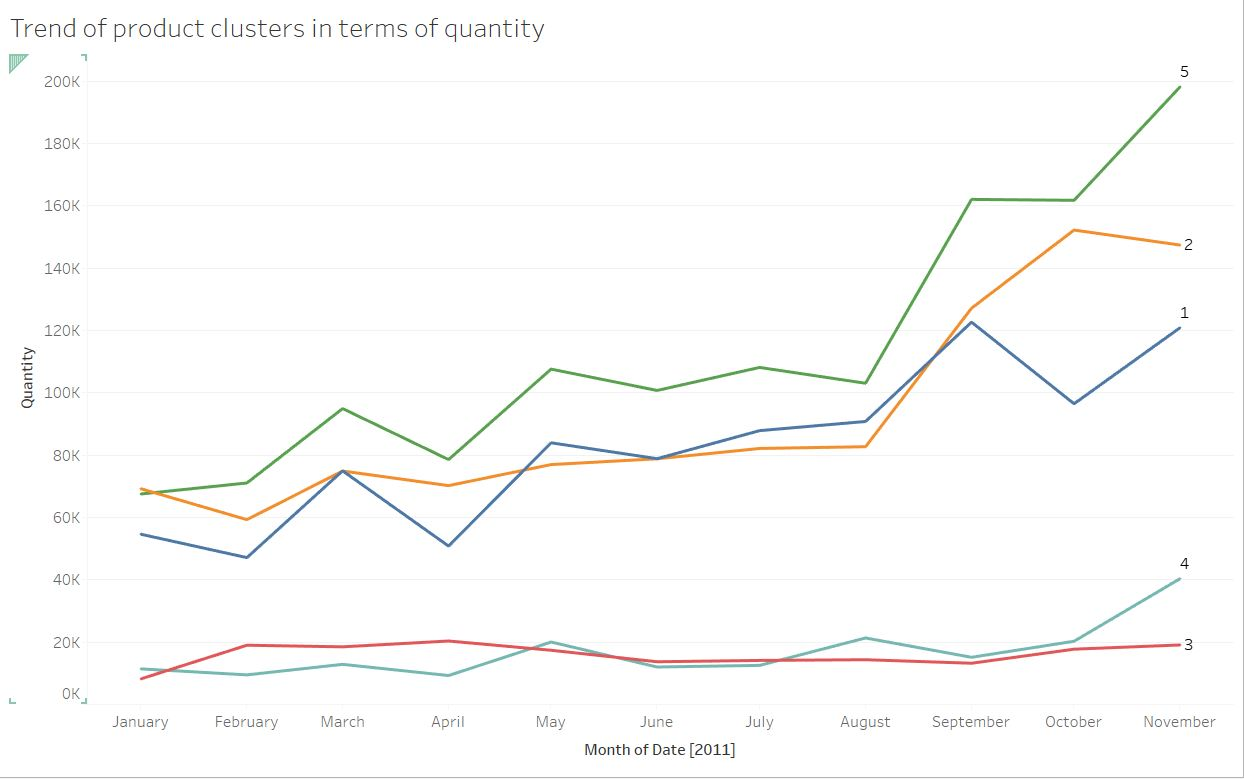 Trend of product clusters in terms of quantity
5
200K
180K
160K
2
140K
1
120K
Quantity
100K
80K
60K
4
40K
3
20K
0K
January February March April May June July August September October November
Month of Date [2011]